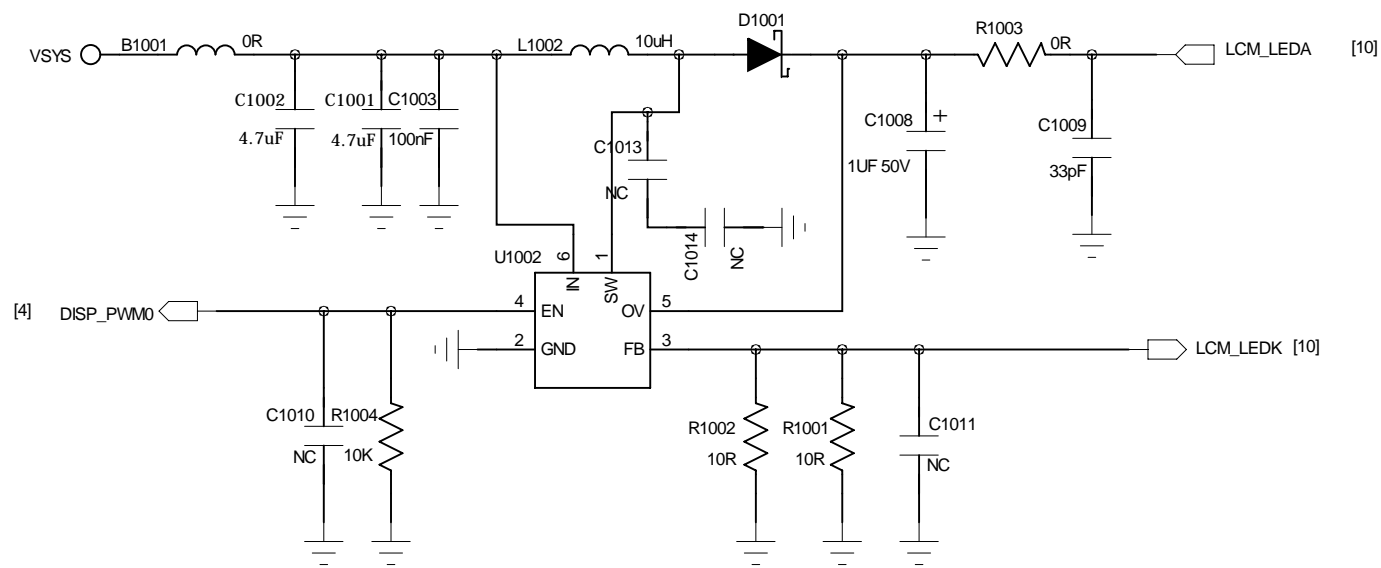 D1001
VSYS
B1001
0R
L1002
10uH
R1003
0R
LCM_LEDA
[10]
C1002
4.7uF
C1001
4.7uF
C1003
100nF
C1013
NC
C1008
+
1UF 50V
C1009
33pF
C1014
NC
U1002
6
IN
1
SW
[4]
DISP_PWM0
4
EN
OV
5
2
GND
FB
3
LCM_LEDK
[10]
C1010
NC
R1004
10K
R1002
10R
R1001
10R
C1011
NC